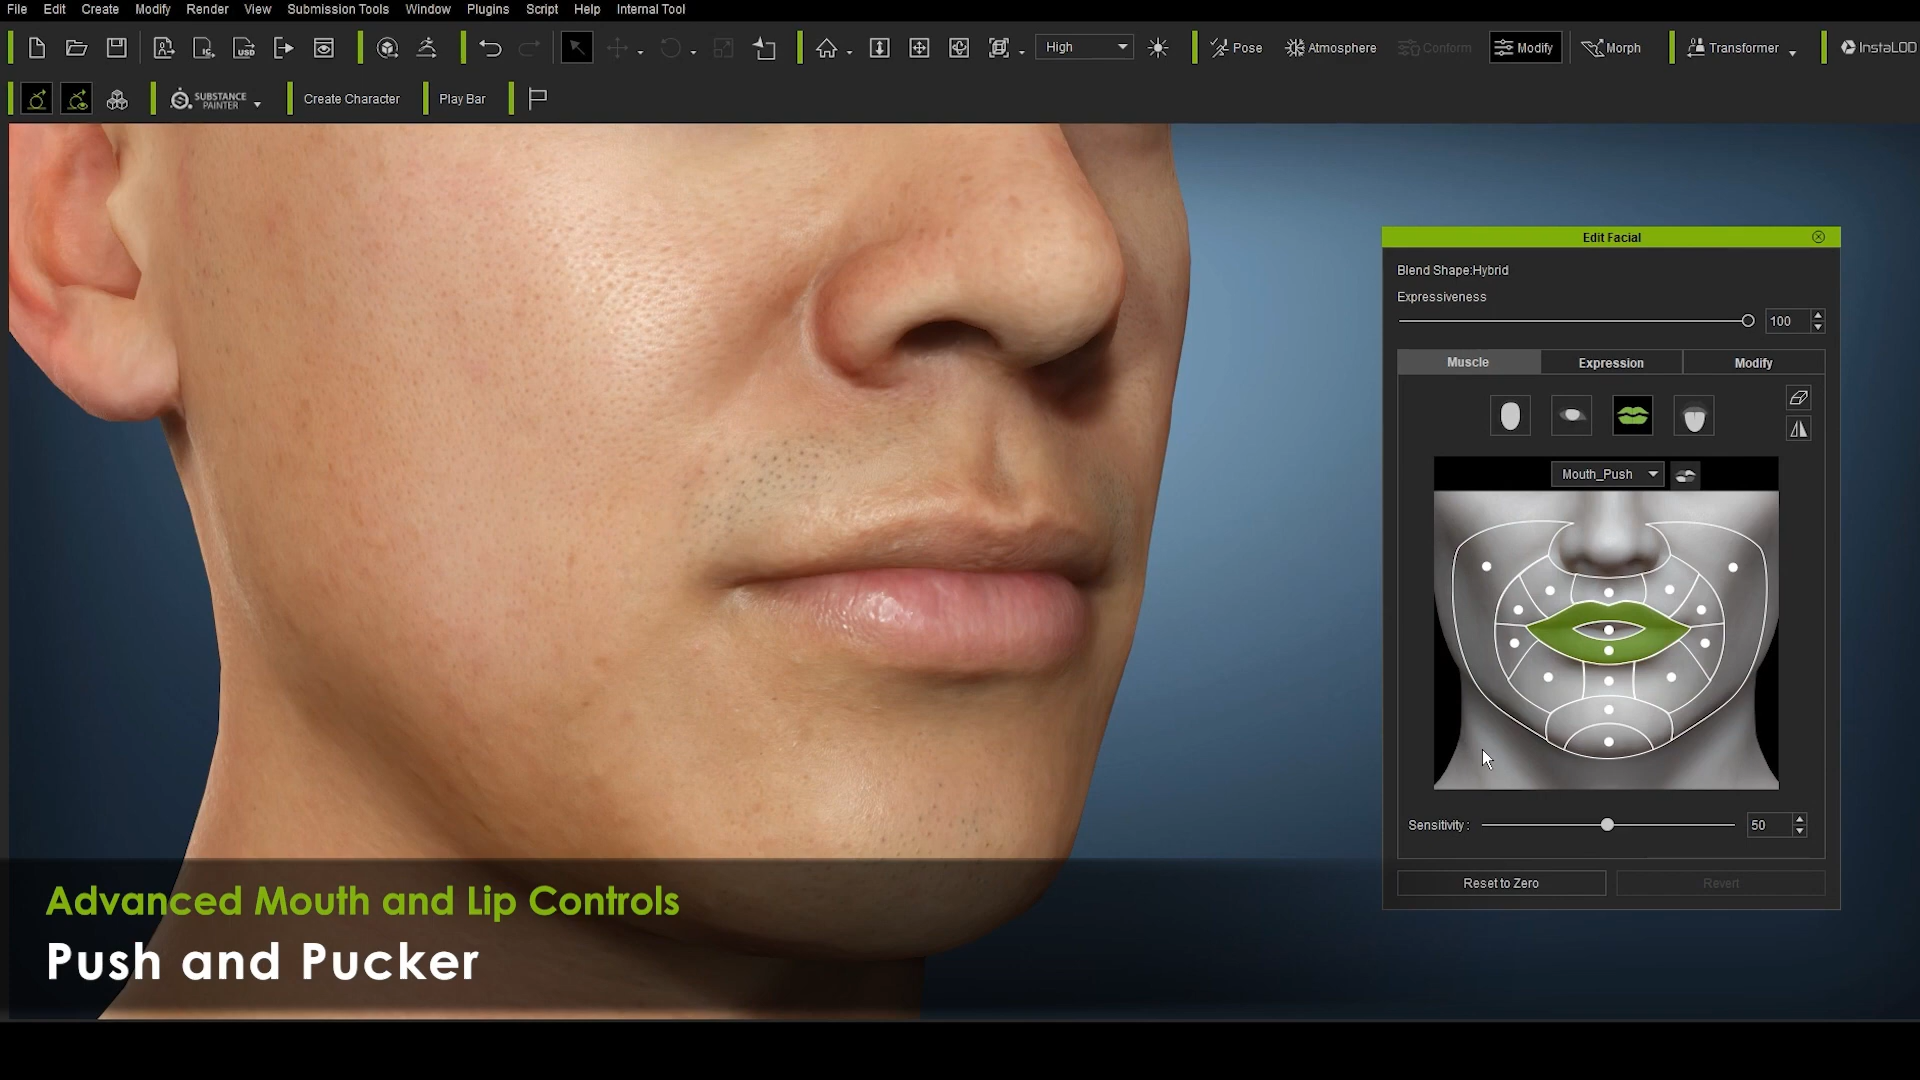 File Edit Create Modify Render View Submission Tools Window Plugins Script Help Internal Tool
IC USD High Pose Atmosphere Conform Modify Morph Transformer InstaLOD
SUBSTANCE PAINTER Create Character Play Bar
Edit Facial
Blend Shape:Hybrid
Expressiveness
100
Muscle Expression Modify
Mouth_Push
Sensitivity : 50
Reset to Zero Revert
Advanced Mouth and Lip Controls
Push and Pucker